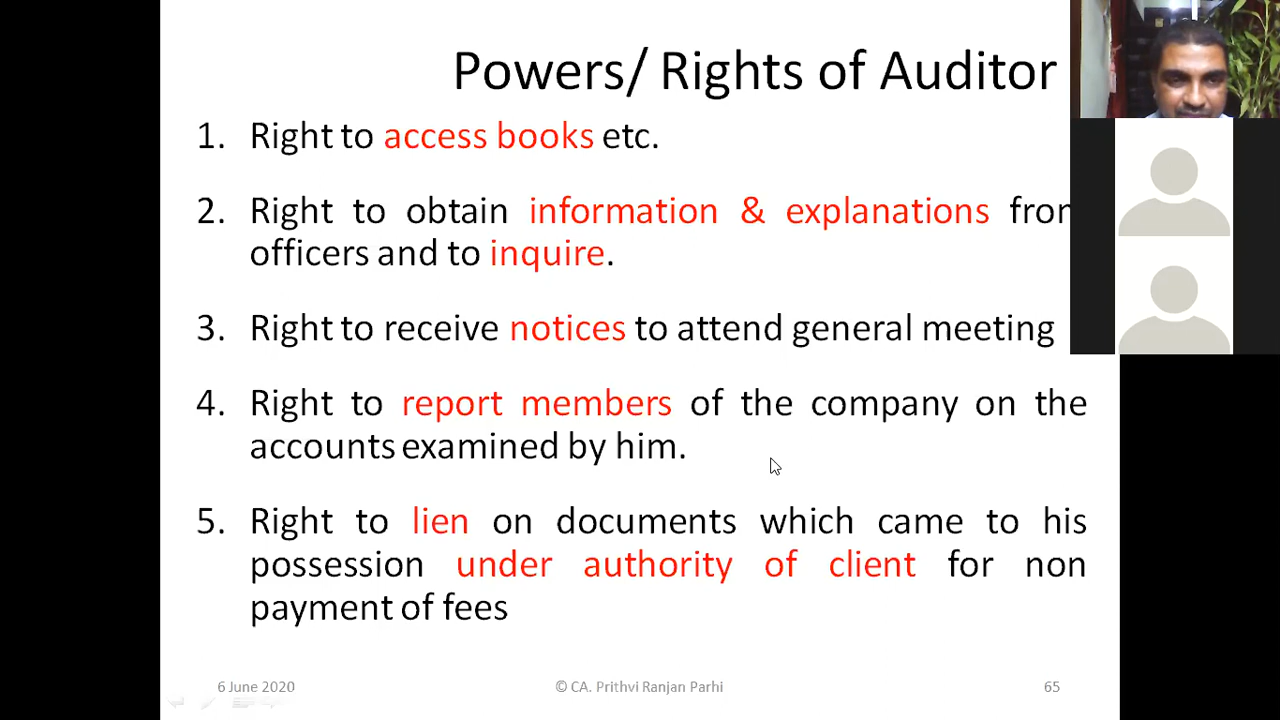 Powers/ Rights of Auditor
1. Right to access books etc.
2. Right to obtain information & explanations from
officers and to inquire.
3. Right to receive notices to attend general meeting
4. Right to report members of the company on the
accounts examined by him.
5. Right to lien on documents which came to his
possession under authority of client for non
payment of fees
6 June 2020 © CA. Prithvi Ranjan Parhi 65